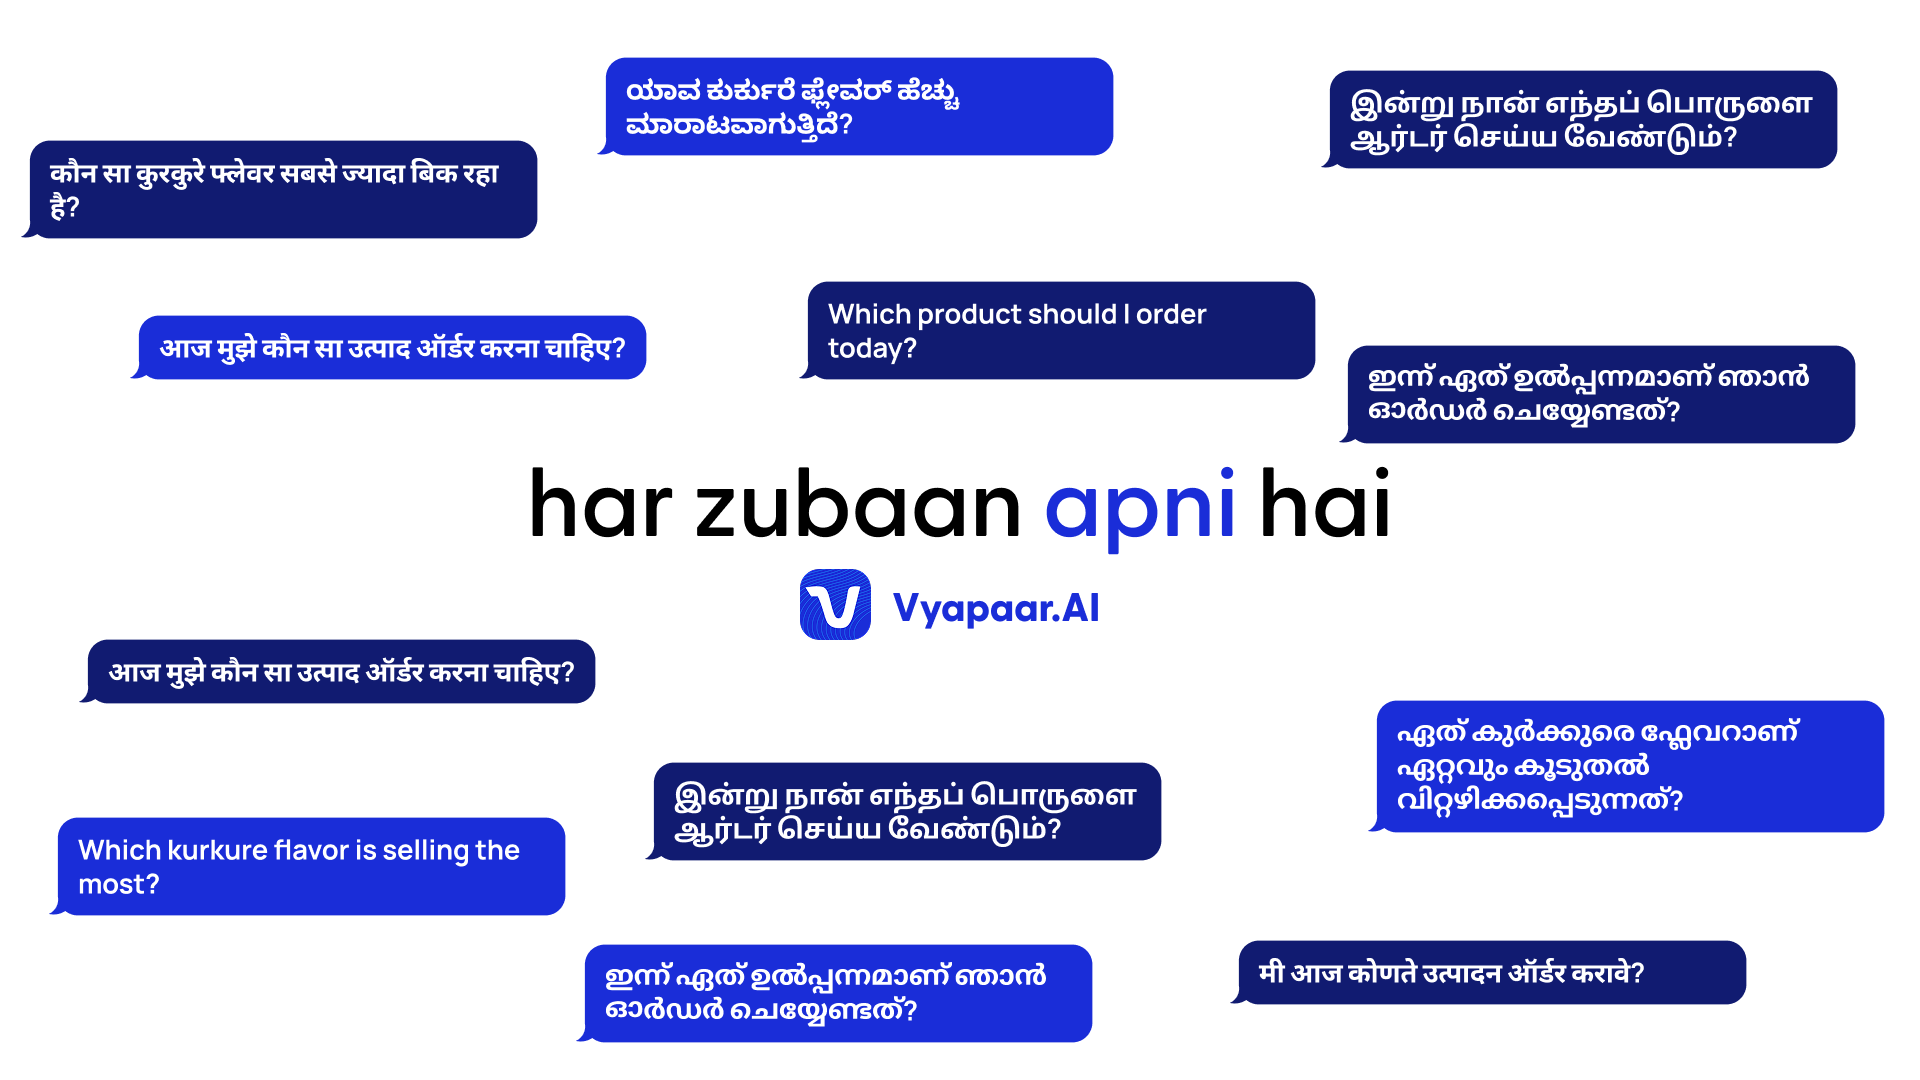 ಯಾವ ಕುರ್ಕುರೆ ಫ್ಲೇವರ್ ಹೆಚ್ಚು
ಮಾರಾಟವಾಗುತ್ತಿದೆ?
இன்று நான் எந்தப் பொருளை
ஆர்டர் செய்ய வேண்டும்?
कौन सा कुरकुरे फ्लेवर सबसे ज्यादा बिक रहा
है?
Which product should I order
today?
आज मुझे कौन सा उत्पाद ऑर्डर करना चाहिए?
ഇന്ന് ഏത് ഉൽപ്പന്നമാണ് ഞാൻ
ഓർഡർ ചെയ്യേണ്ടത്?
har zubaan apni hai
Vyapaar.AI
आज मुझे कौन सा उत्पाद ऑर्डर करना चाहिए?
ഏത് കുർക്കുരെ ഫ്ലേവറാണ്
ഏറ്റവും കൂടുതൽ
വിറ്റഴിക്കപ്പെടുന്നത്?
இன்று நான் எந்தப் பொருளை
ஆர்டர் செய்ய வேண்டும்?
Which kurkure flavor is selling the
most?
ഇന്ന് ഏത് ഉൽപ്പന്നമാണ് ഞാൻ
ഓർഡർ ചെയ്യേണ്ടത്?
मी आज कोणते उत्पादन ऑर्डर करावे?